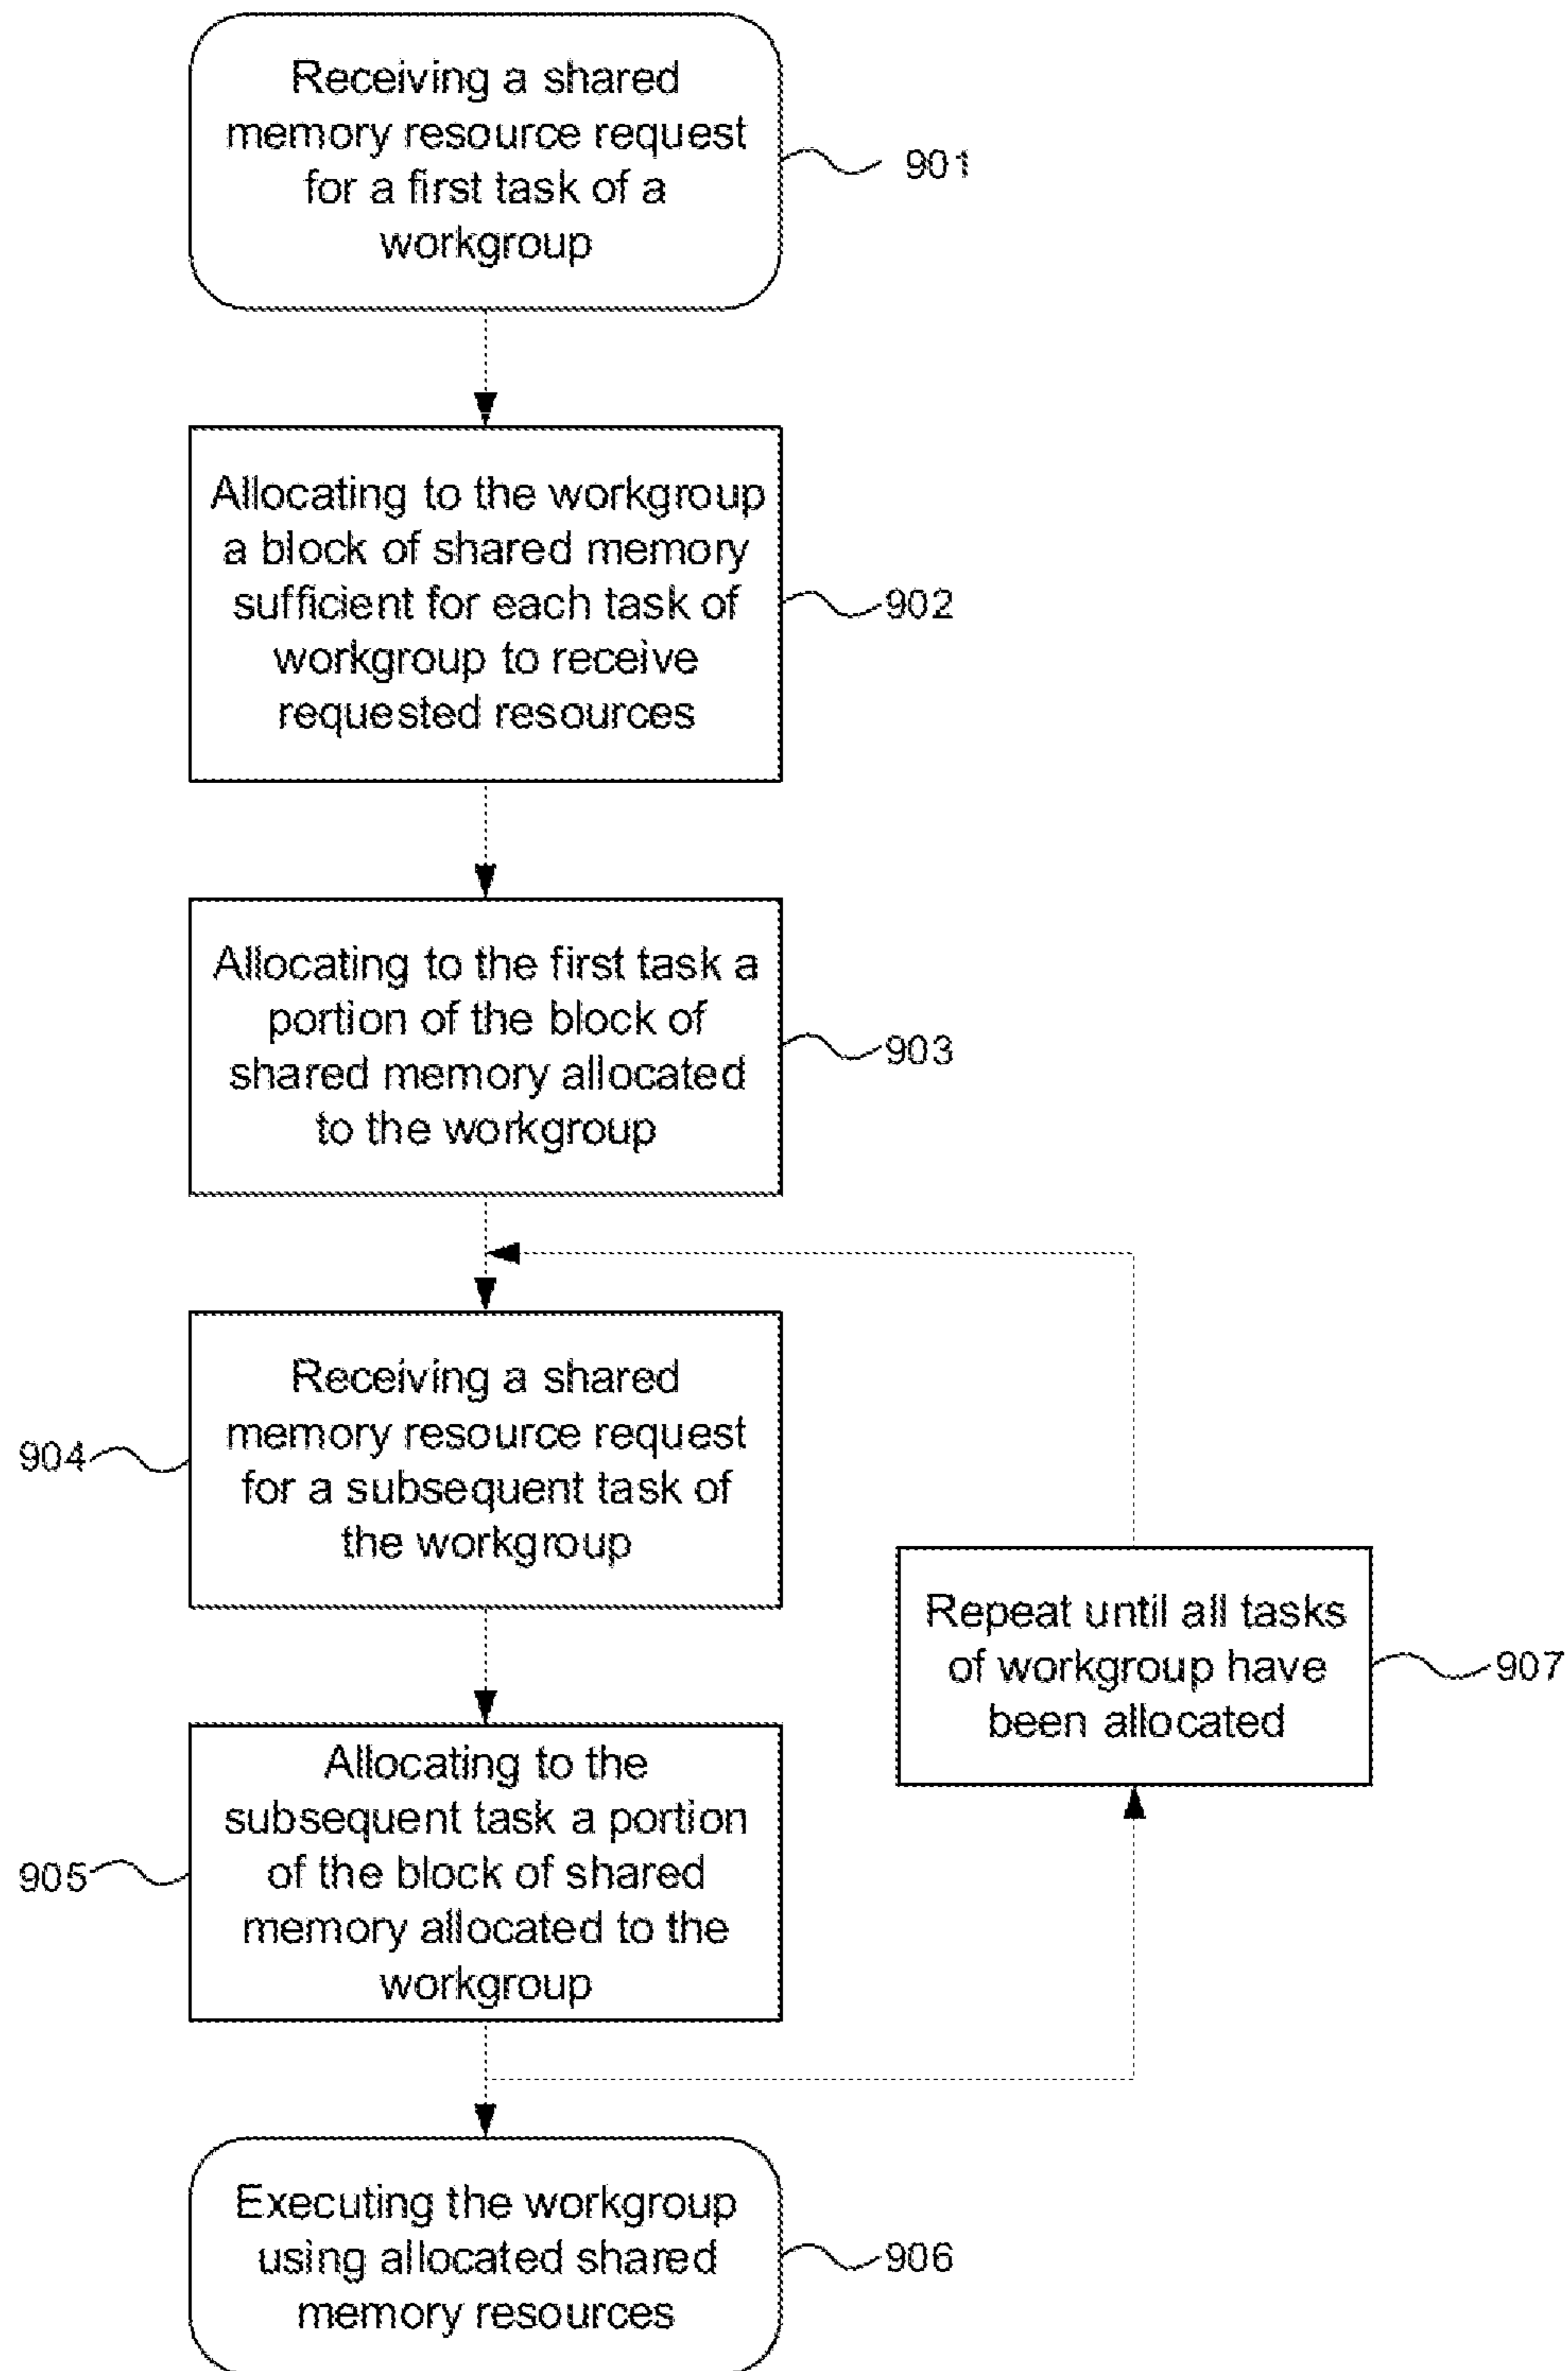 Receiving a shared
memory resource request
for a first task of a
workgroup
901
Allocating to the workgroup
a block of shared memory
sufficient for each task of
workgroup to receive
requested resources
902
Allocating to the first task a
portion of the block of
shared memory allocated
to the workgroup
903
Receiving a shared
memory resource request
for a subsequent task of
the workgroup
904
Repeat until all tasks
of workgroup have
been allocated
907
Allocating to the
subsequent task a portion
of the block of shared
memory allocated to the
workgroup
905
Executing the workgroup
using allocated shared
memory resources
906